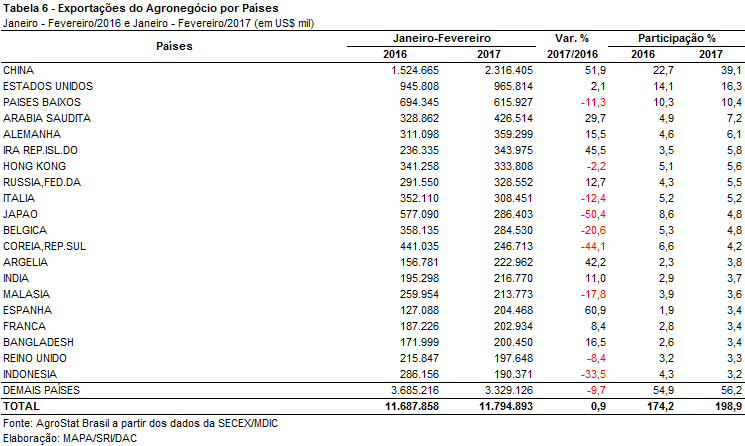 Tabela 6 - Exportações do Agronegócio por Países
Janeiro - Fevereiro/2016 e Janeiro - Fevereiro/2017 (em US$ mil)
Países Janeiro-Fevereiro Var. % Participação %
2016 2017 2017/2016 2016 2017
CHINA 1.524.665 2.316.405 51,9 22,7 39,1
ESTADOS UNIDOS 945.808 965.814 2,1 14,1 16,3
PAISES BAIXOS 694.345 615.927 -11,3 10,3 10,4
ARABIA SAUDITA 328.862 426.514 29,7 4,9 7,2
ALEMANHA 311.098 359.299 15,5 4,6 6,1
IRA REP.ISL.DO 236.335 343.975 45,5 3,5 5,8
HONG KONG 341.258 333.808 -2,2 5,1 5,6
RUSSIA,FED.DA 291.550 328.552 12,7 4,3 5,5
ITALIA 352.110 308.451 -12,4 5,2 5,2
JAPAO 577.090 286.403 -50,4 8,6 4,8
BELGICA 358.135 284.530 -20,6 5,3 4,8
COREIA,REP.SUL 441.035 246.713 -44,1 6,6 4,2
ARGELIA 156.781 222.962 42,2 2,3 3,8
INDIA 195.298 216.770 11,0 2,9 3,7
MALASIA 259.954 213.773 -17,8 3,9 3,6
ESPANHA 127.088 204.468 60,9 1,9 3,4
FRANCA 187.226 202.934 8,4 2,8 3,4
BANGLADESH 171.999 200.450 16,5 2,6 3,4
REINO UNIDO 215.847 197.648 -8,4 3,2 3,3
INDONESIA 286.156 190.371 -33,5 4,3 3,2
DEMAIS PAÍSES 3.685.216 3.329.126 -9,7 54,9 56,2
TOTAL 11.687.858 11.794.893 0,9 174,2 198,9
Fonte: AgroStat Brasil a partir dos dados da SECEX/MDIC
Elaboração: MAPA/SRI/DAC